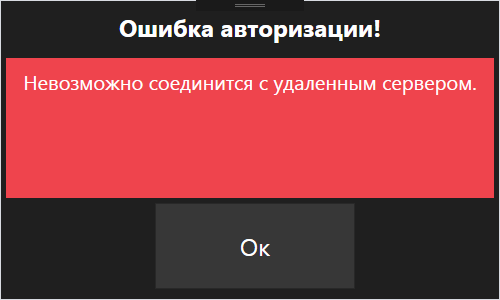 Ошибка авторизации!
Невозможно соединится с удаленным сервером.
Ок